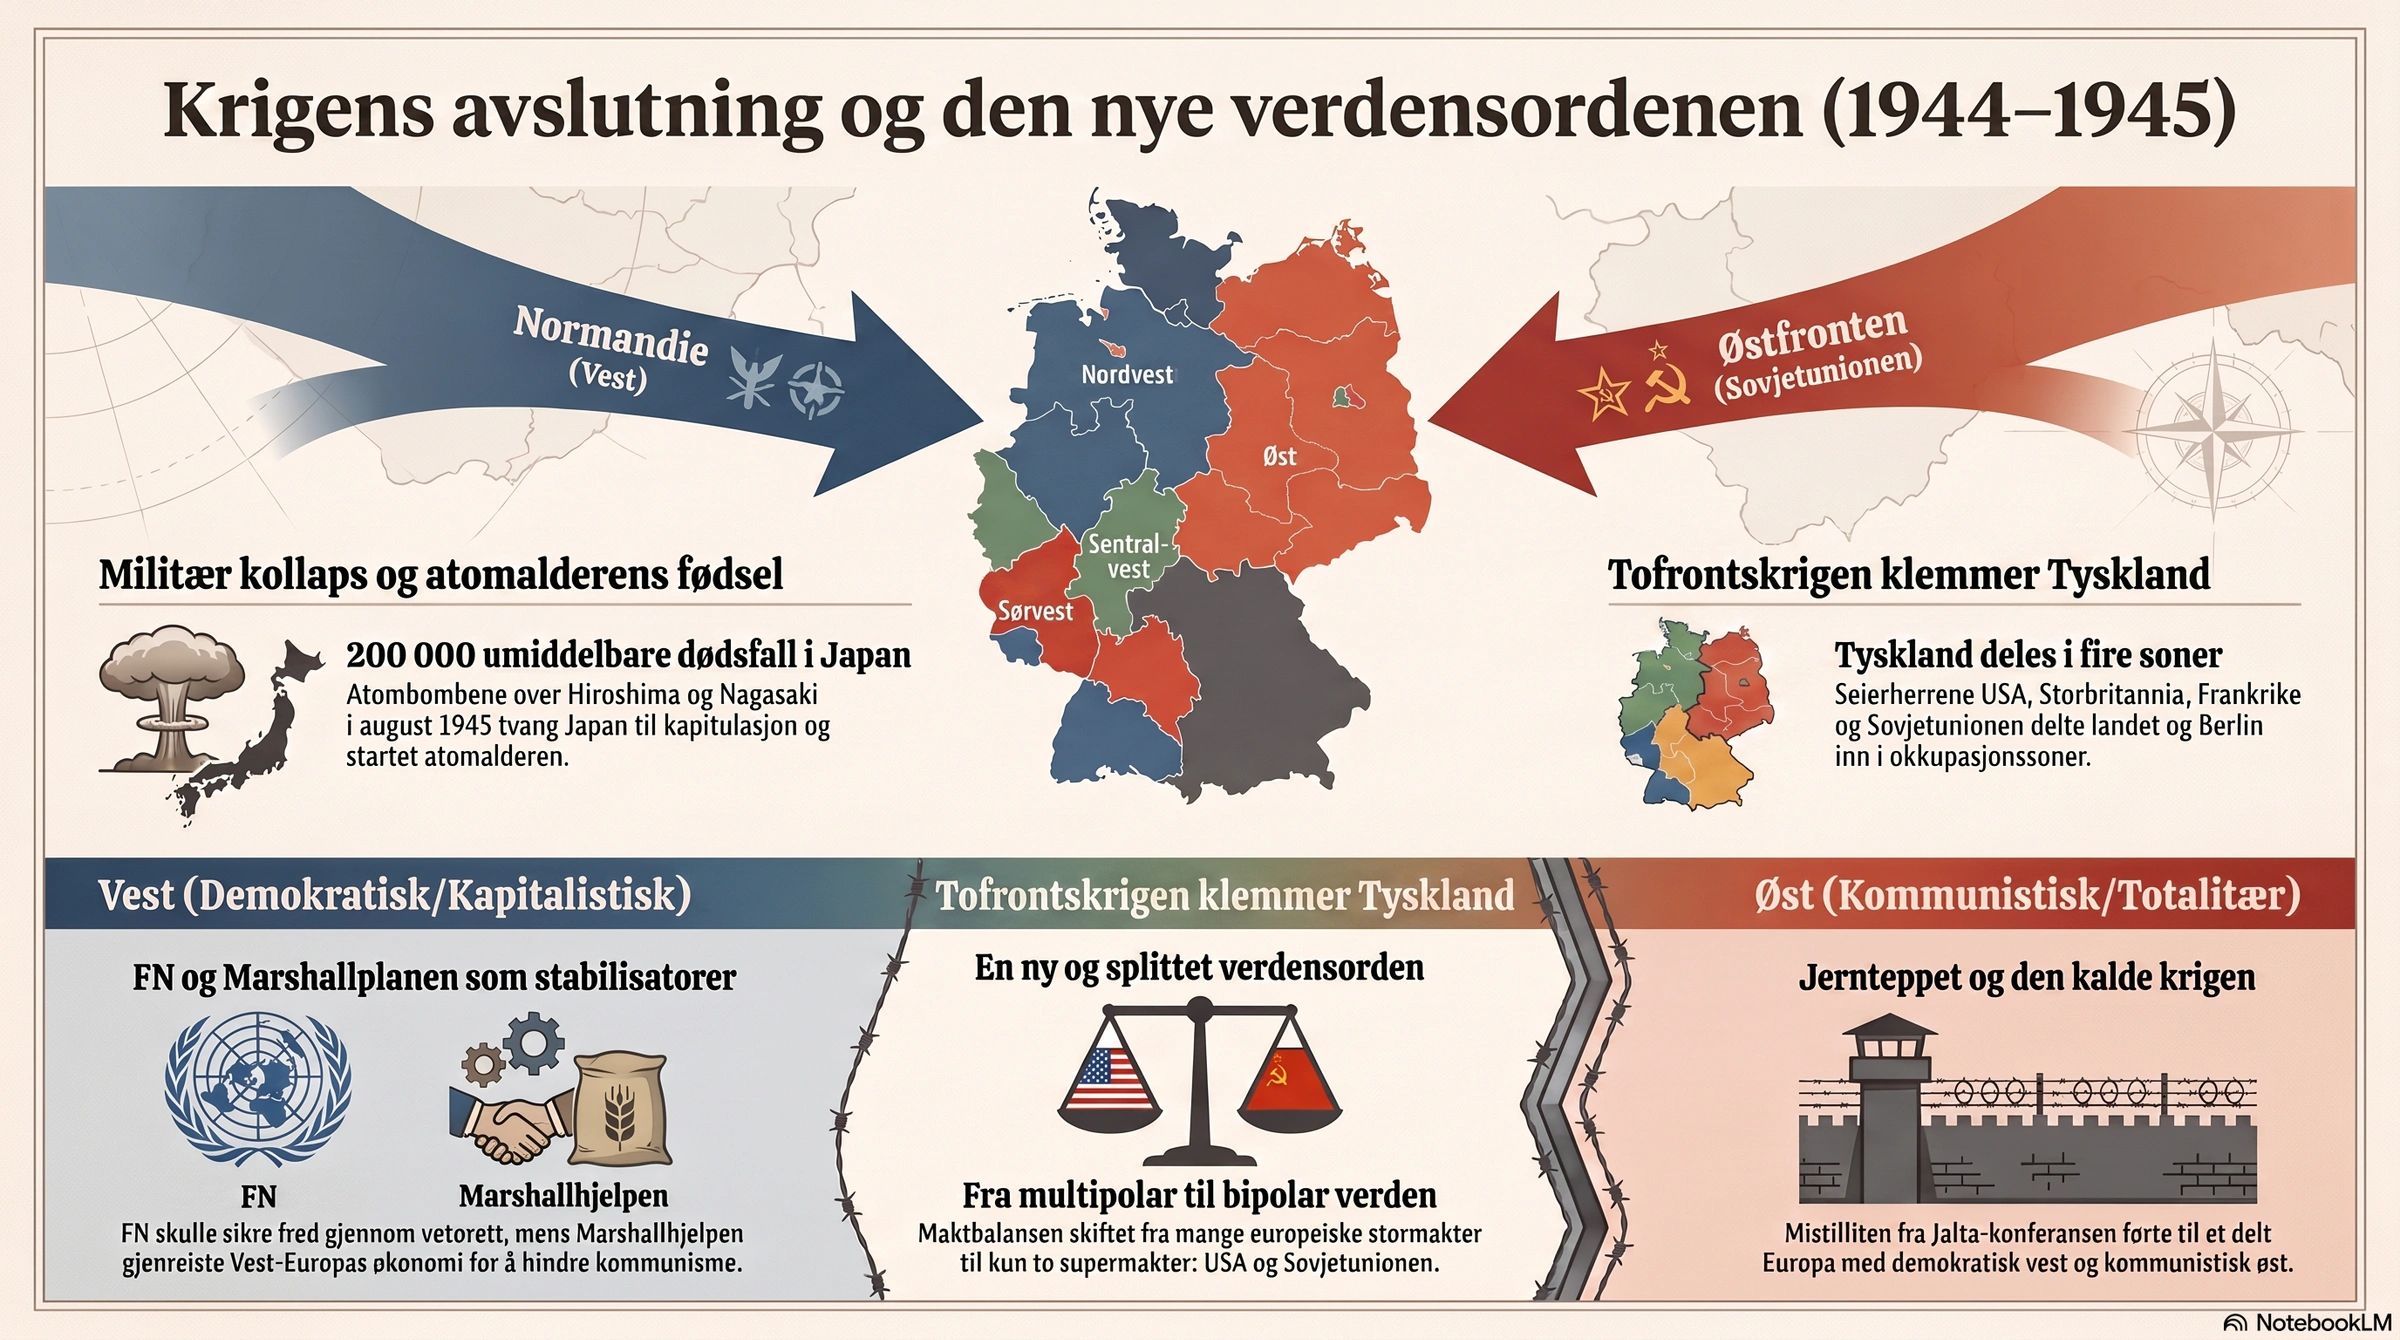 Krigens avslutning og den nye verdensordenen (1944–1945)
Normandie
(Vest)
Østfronten
(Sovjetunionen)
Nordvest
Øst
Sentral-
vest
Sørvest
Militær kollaps og atomalderens fødsel
200 000 umiddelbare dødsfall i Japan
Atombombene over Hiroshima og Nagasaki
i august 1945 tvang Japan til kapitulasjon og
startet atomalderen.
Tofrontskrigen klemmer Tyskland
Tyskland deles i fire soner
Seierherrene USA, Storbritannia, Frankrike
og Sovjetunionen delte landet og Berlin
inn i okkupasjonssoner.
Vest (Demokratisk/Kapitalistisk)
FN og Marshallplanen som stabilisatorer
FN
Marshallhjelpen
FN skulle sikre fred gjennom vetorett, mens Marshallhjelpen
gjenreiste Vest-Europas økonomi for å hindre kommunisme.
Tofrontskrigen klemmer Tyskland
En ny og splittet verdensorden
Fra multipolar til bipolar verden
Maktbalansen skiftet fra mange europeiske stormakter
til kun to supermakter: USA og Sovjetunionen.
Øst (Kommunistisk/Totalitær)
Jernteppet og den kalde krigen
Mistilliten fra Jalta-konferansen førte til et delt
Europa med demokratisk vest og kommunistisk øst.
NotebookLM